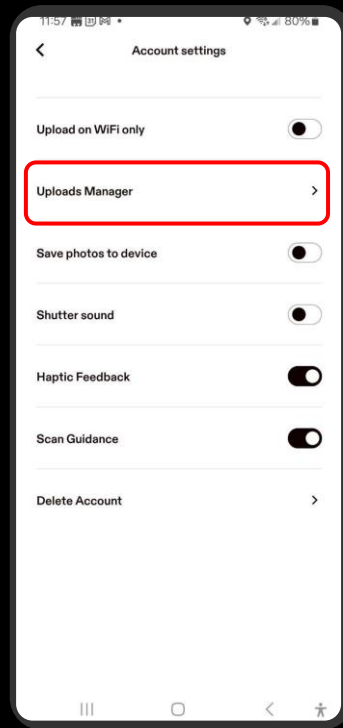 11:57 31 M • 80%
Account settings
Upload on WiFi only
Uploads Manager
Save photos to device
Shutter sound
Haptic Feedback
Scan Guidance
Delete Account